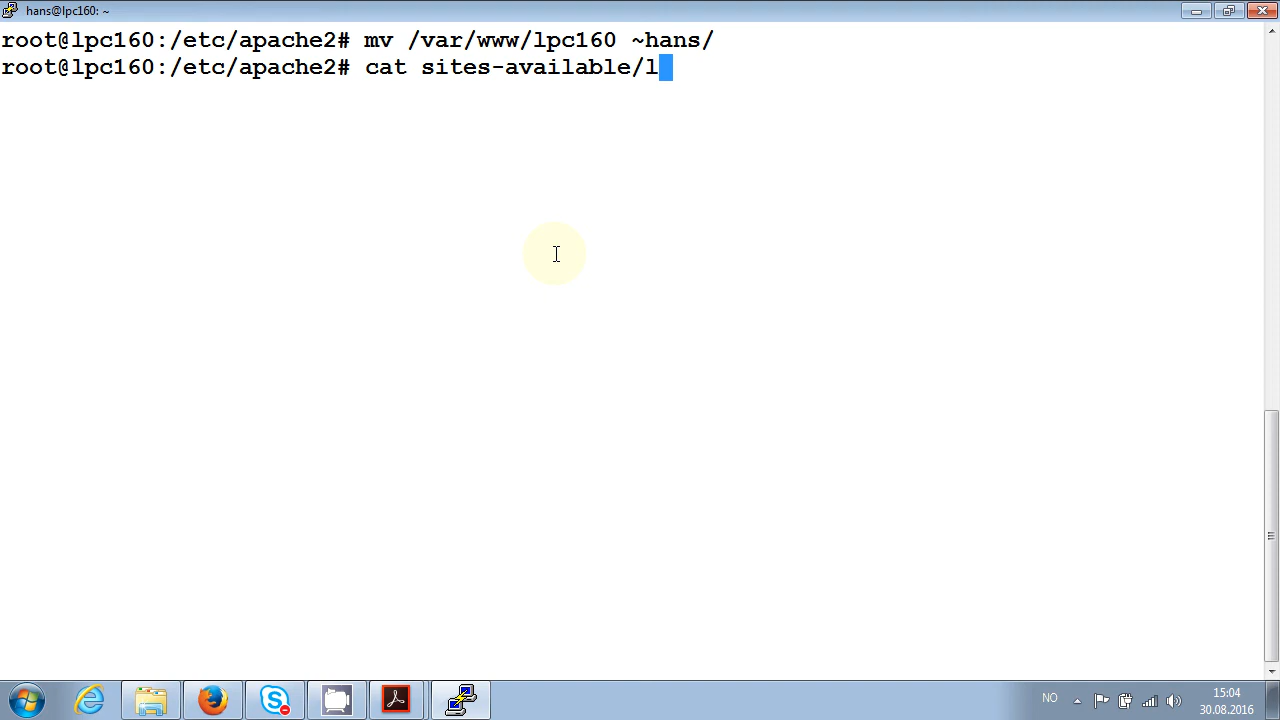 hans@lpc160: ~
root@lpc160:/etc/apache2# mv /var/www/lpc160 ~hans/
root@lpc160:/etc/apache2# cat sites-available/l
NO
15:04
30.08.2016